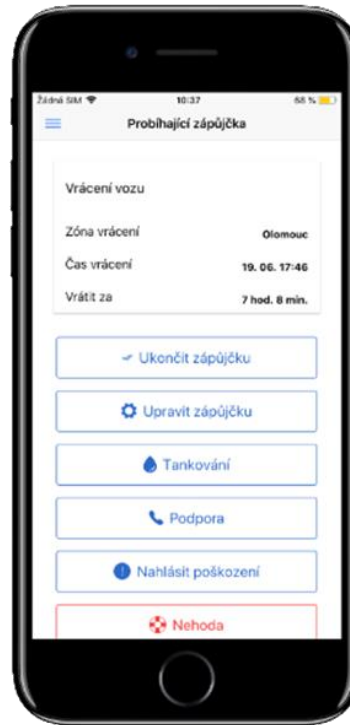 Žádná SIM 10:37 68 %
Probíhající zápůjčka
Vrácení vozu
Zóna vrácení Olomouc
Čas vrácení 19. 06. 17:46
Vrátit za 7 hod. 8 min.
Ukončit zápůjčku
Upravit zápůjčku
Tankování
Podpora
Nahlásit poškození
Nehoda